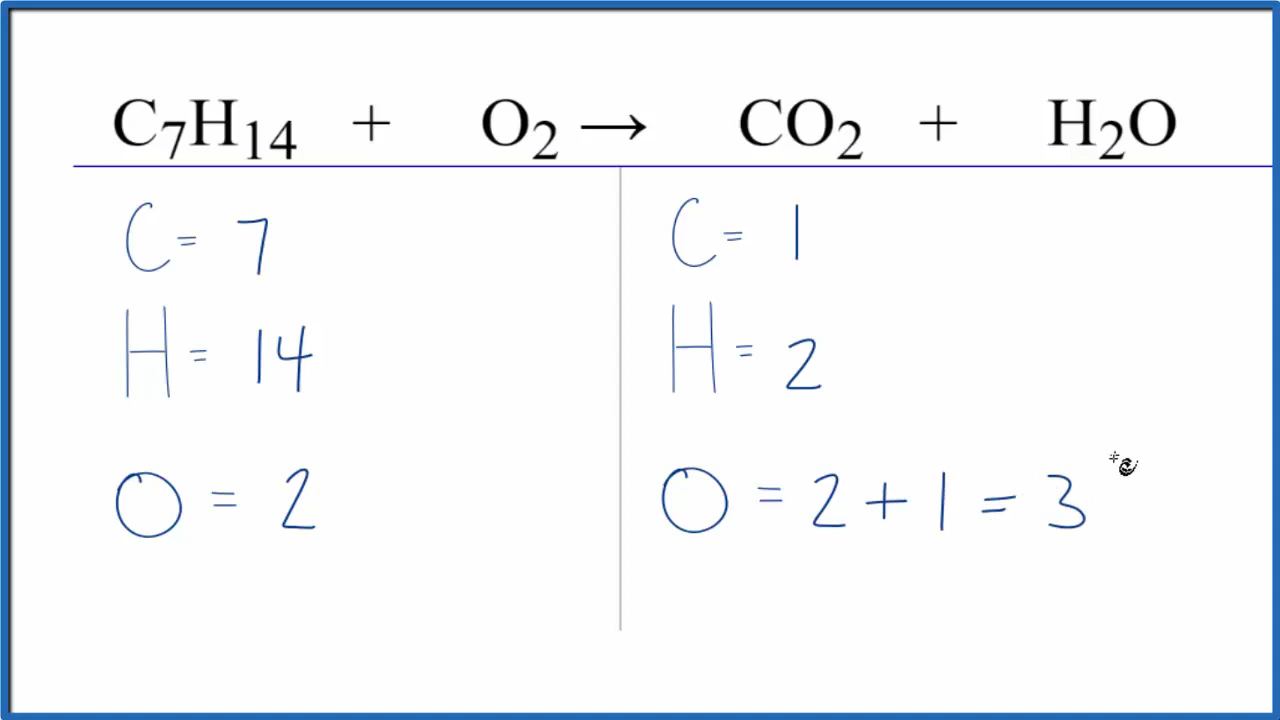 C₇H₁₄ + O₂ → CO₂ + H₂O
C = 7
C = 1
H = 14
H = 2
O = 2
O = 2 + 1 = 3